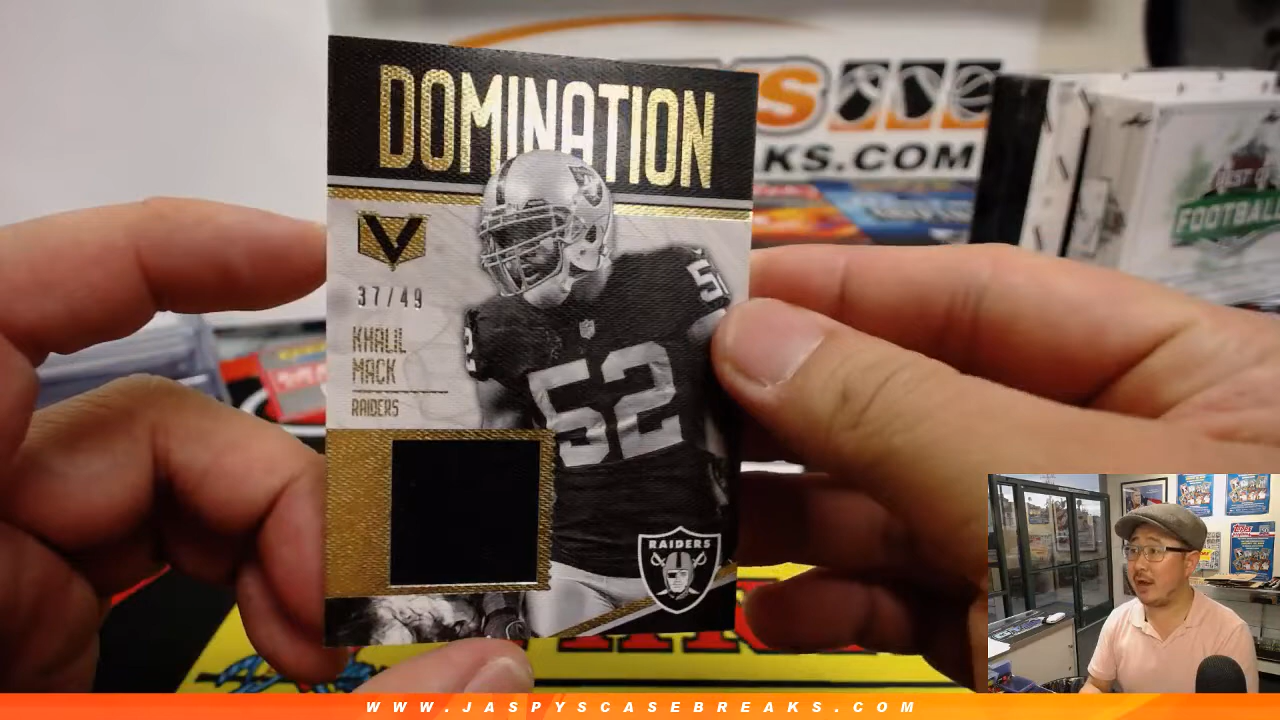 DOMINATION
V
37/49
KHALIL
MACK
RAIDERS
52
52
RAIDERS
KS.COM
FOOTBALL
WWW.JASPYSCASEBREAKS.COM